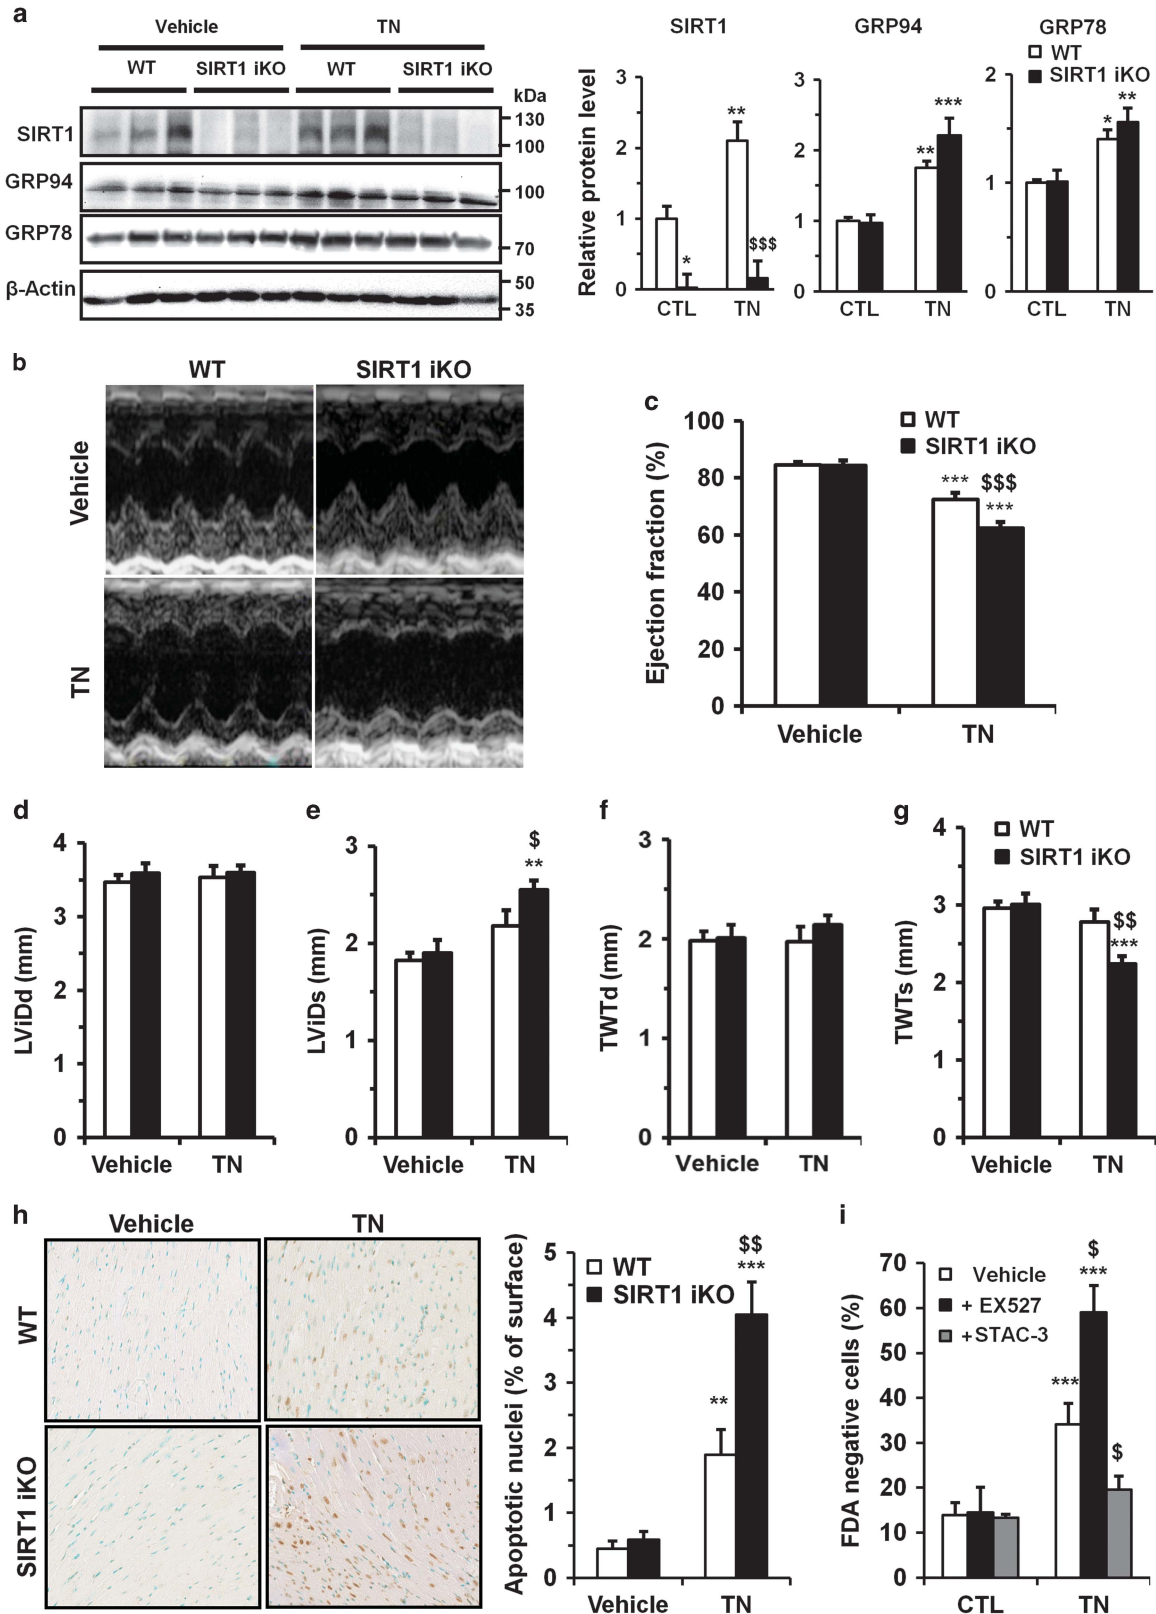 a
Vehicle TN
WT SIRT1 iKO WT SIRT1 iKO
kDa
SIRT1
130
100
GRP94
100
GRP78
70
β-Actin
50
35
SIRT1
Relative protein level
3
2
1
0
**
*
$$$
CTL TN
GRP94
3
2
1
0
**
***
CTL TN
GRP78
WT
SIRT1 iKO
2
1
0
*
**
CTL TN
b
WT SIRT1 iKO
Vehicle
TN
c
Ejection fraction (%)
100
80
60
40
20
0
WT
SIRT1 iKO
***
$$$
***
Vehicle TN
d
LViDd (mm)
4
3
2
1
0
Vehicle TN
e
LViDs (mm)
3
2
1
0
$
**
Vehicle TN
f
TWTd (mm)
3
2
1
0
Vehicle TN
g
TWTs (mm)
4
3
2
1
0
WT
SIRT1 iKO
$$
***
Vehicle TN
h
Vehicle TN
WT
SIRT1 iKO
Apoptotic nuclei (% of surface)
5
4
3
2
1
0
WT
SIRT1 iKO
**
$$
***
Vehicle TN
i
FDA negative cells (%)
70
60
50
40
30
20
10
0
Vehicle
+ EX527
+ STAC-3
***
$
***
$
CTL TN